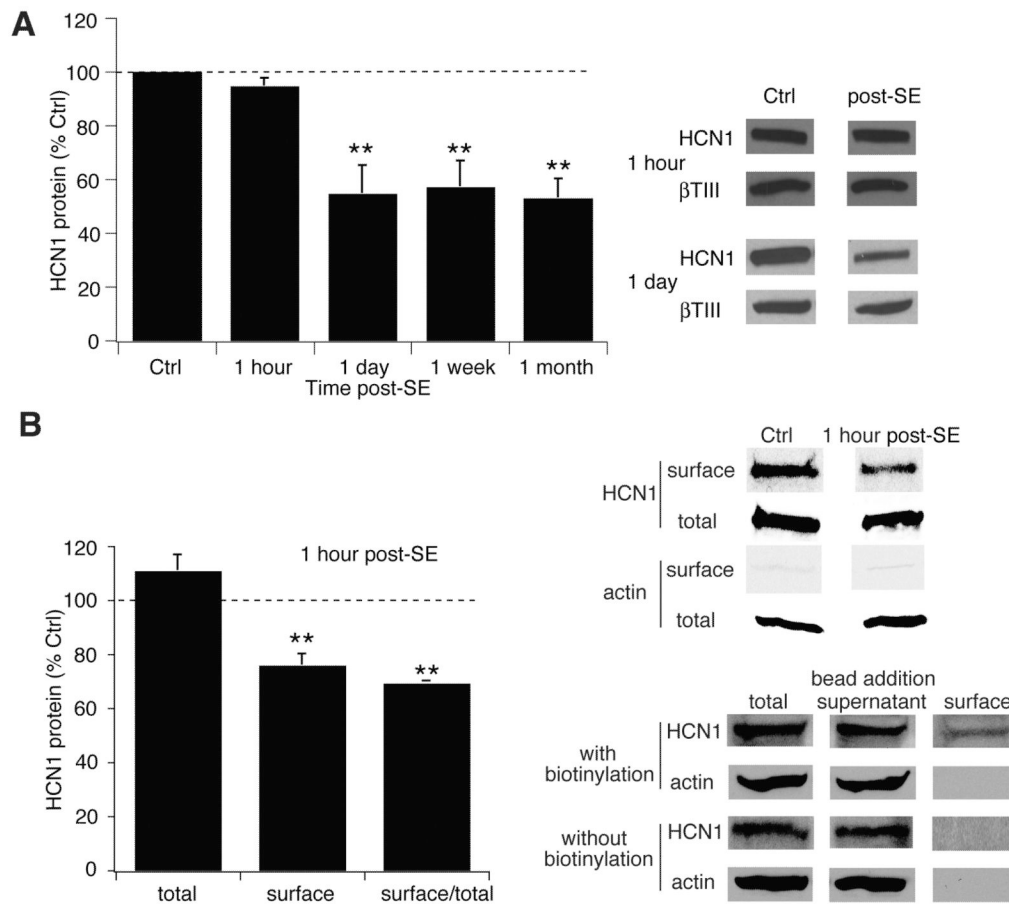 A
HCN1 protein (% Ctrl)
120
100
80
60
40
20
0
** ** **
Ctrl 1 hour 1 day 1 week 1 month
Time post-SE
Ctrl post-SE
HCN1
1 hour
βTIII
HCN1
1 day
βTIII
B
HCN1 protein (% Ctrl)
120
100
80
60
40
20
0
1 hour post-SE
** **
total surface surface/total
Ctrl 1 hour post-SE
surface
HCN1
total
surface
actin
total
bead addition
total supernatant surface
HCN1
with
biotinylation
actin
HCN1
without
biotinylation
actin